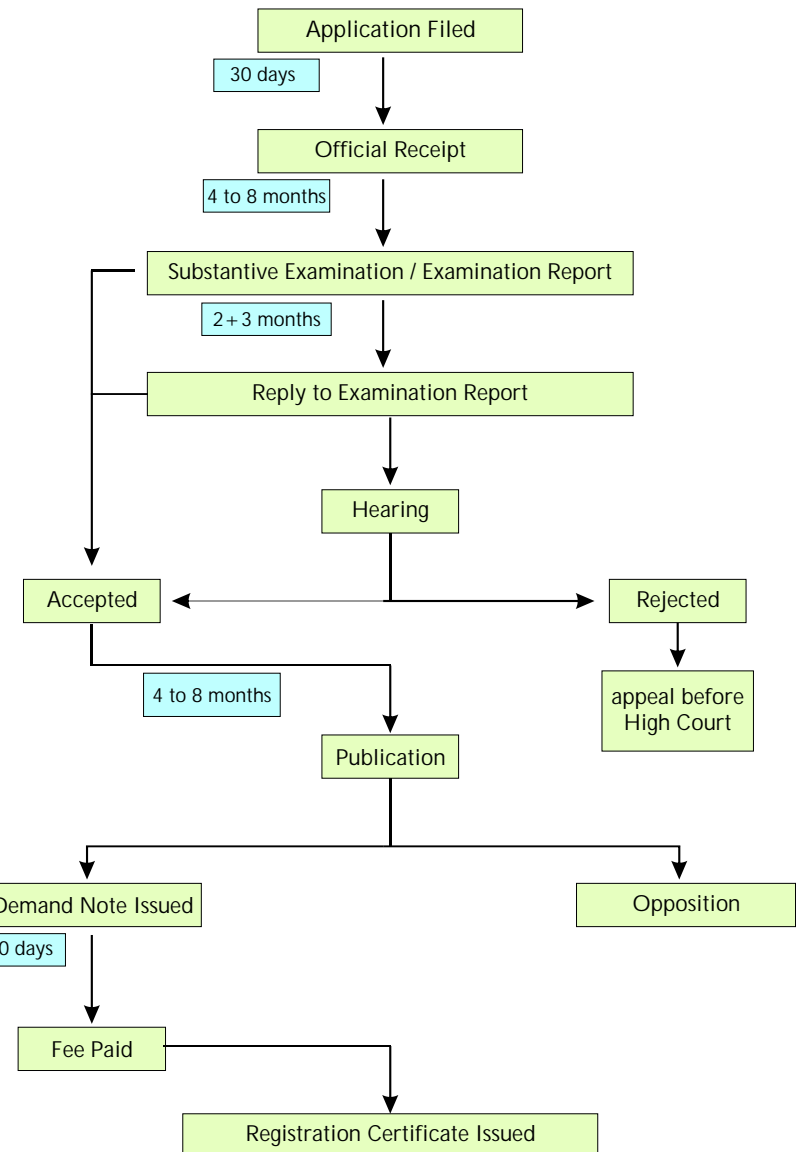 Application Filed
30 days
Official Receipt
4 to 8 months
Substantive Examination / Examination Report
2+3 months
Reply to Examination Report
Hearing
Accepted
Rejected
4 to 8 months
appeal before
High Court
Publication
Demand Note Issued
Opposition
0 days
Fee Paid
Registration Certificate Issued